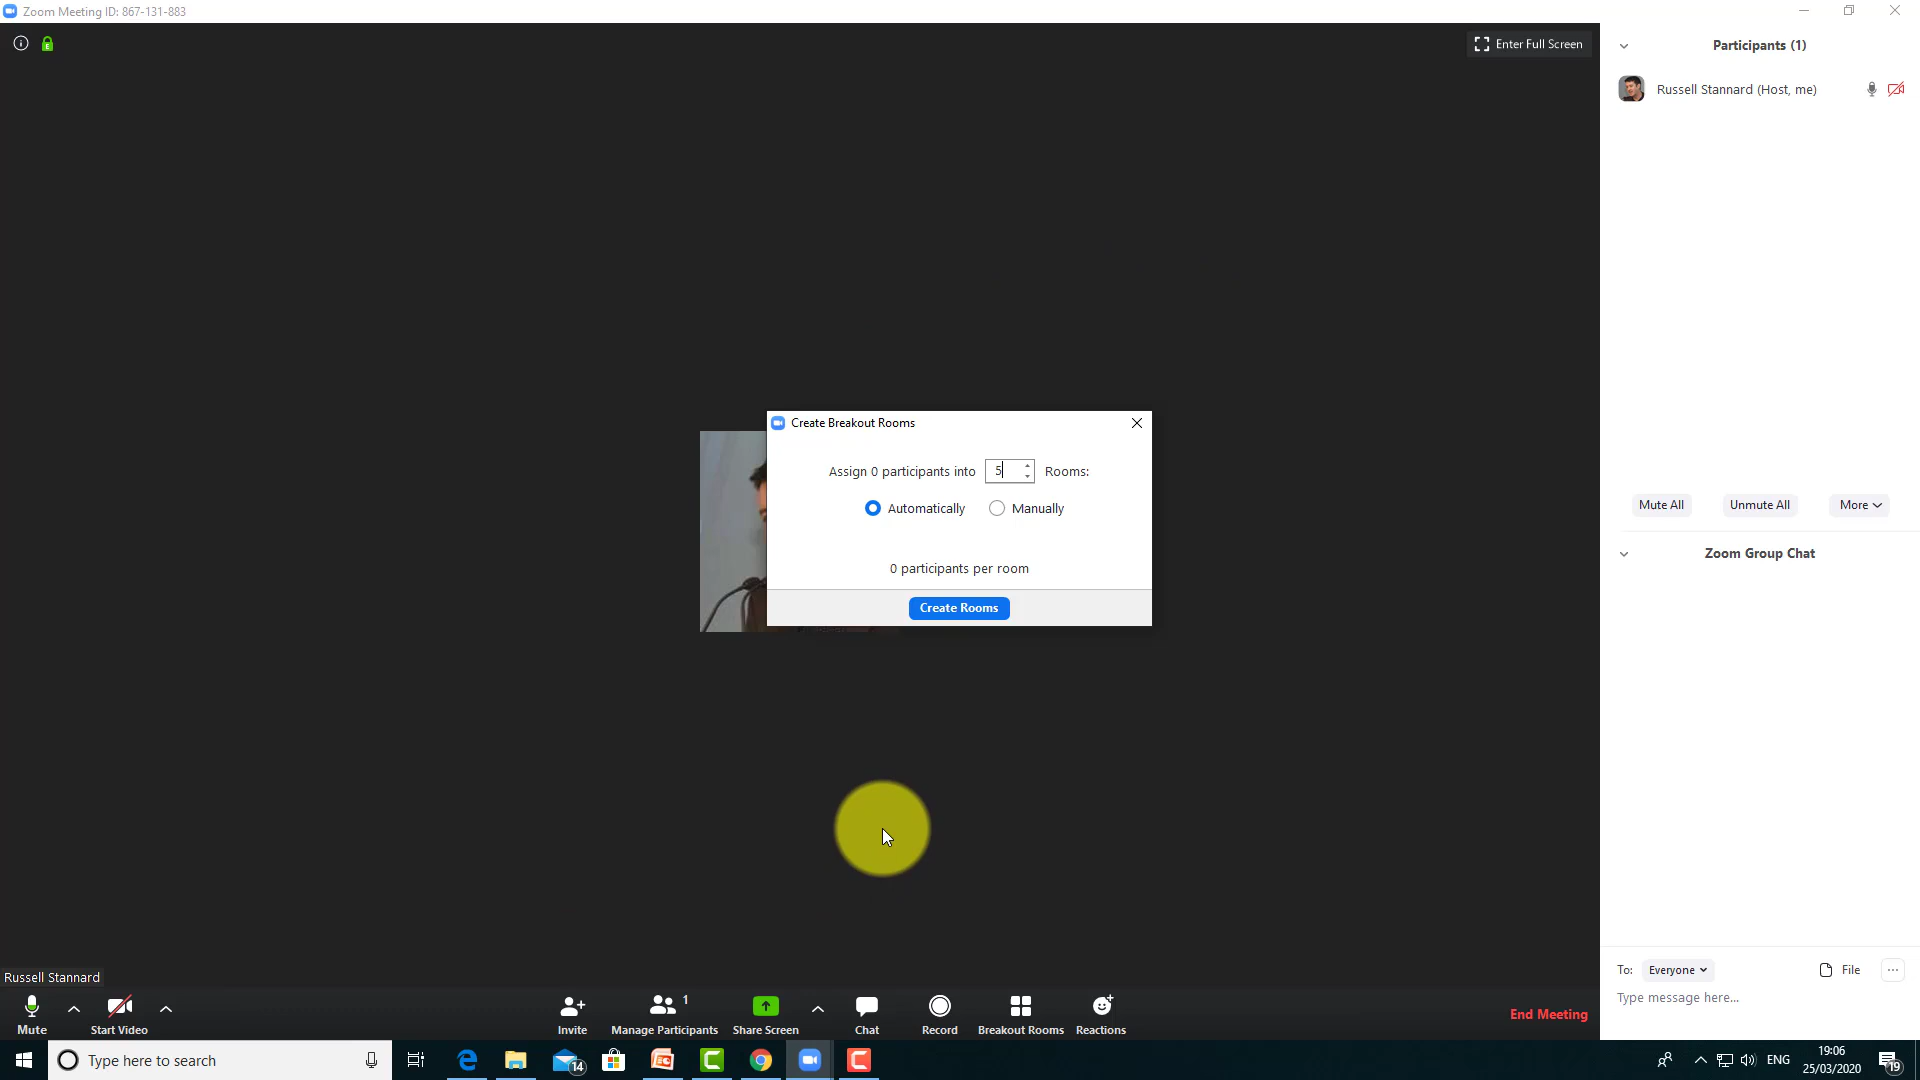 Zoom Meeting ID: 867-131-883
Enter Full Screen
Participants (1)
Russell Stannard (Host, me)
Create Breakout Rooms
Assign 0 participants into 5 Rooms:
Automatically Manually
0 participants per room
Create Rooms
Mute All Unmute All More
Zoom Group Chat
To: Everyone File
Type message here...
Russell Stannard
1
Mute Start Video Invite Manage Participants Share Screen Chat Record Breakout Rooms Reactions End Meeting
Type here to search
14
ENG
19:06
25/03/2020
19